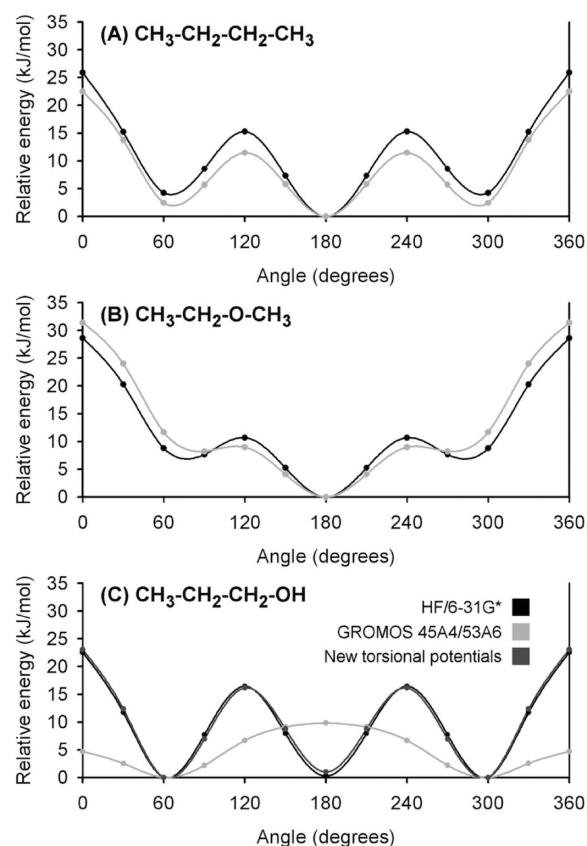 (A) CH3-CH2-CH2-CH3
Relative energy (kJ/mol)
35
30
25
20
15
10
5
0
0 60 120 180 240 300 360
Angle (degrees)
(B) CH3-CH2-O-CH3
Relative energy (kJ/mol)
35
30
25
20
15
10
5
0
0 60 120 180 240 300 360
Angle (degrees)
(C) CH3-CH2-CH2-OH
HF/6-31G*
GROMOS 45A4/53A6
New torsional potentials
Relative energy (kJ/mol)
35
30
25
20
15
10
5
0
0 60 120 180 240 300 360
Angle (degrees)